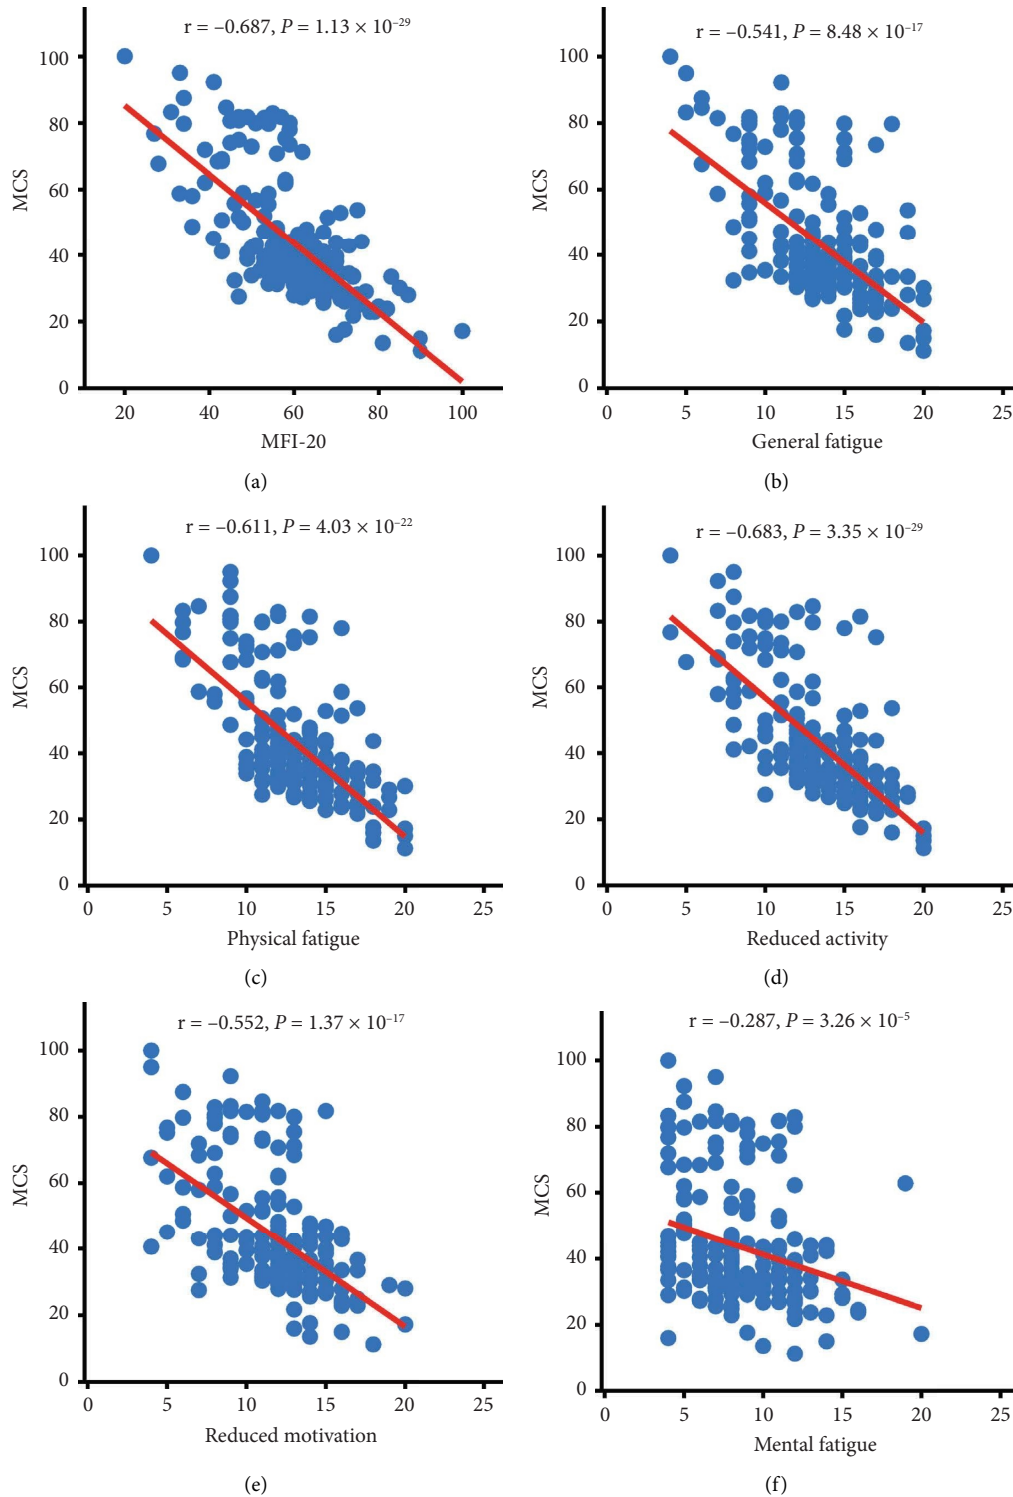 r = –0.687, P = 1.13 × 10⁻²⁹
MCS
100
80
60
40
20
0
20 40 60 80 100
MFI-20
(a)
r = –0.541, P = 8.48 × 10⁻¹⁷
MCS
100
80
60
40
20
0
0 5 10 15 20 25
General fatigue
(b)
r = –0.611, P = 4.03 × 10⁻²²
MCS
100
80
60
40
20
0
0 5 10 15 20 25
Physical fatigue
(c)
r = –0.683, P = 3.35 × 10⁻²⁹
MCS
100
80
60
40
20
0
0 5 10 15 20 25
Reduced activity
(d)
r = –0.552, P = 1.37 × 10⁻¹⁷
MCS
100
80
60
40
20
0
0 5 10 15 20 25
Reduced motivation
(e)
r = –0.287, P = 3.26 × 10⁻⁵
MCS
100
80
60
40
20
0
0 5 10 15 20 25
Mental fatigue
(f)